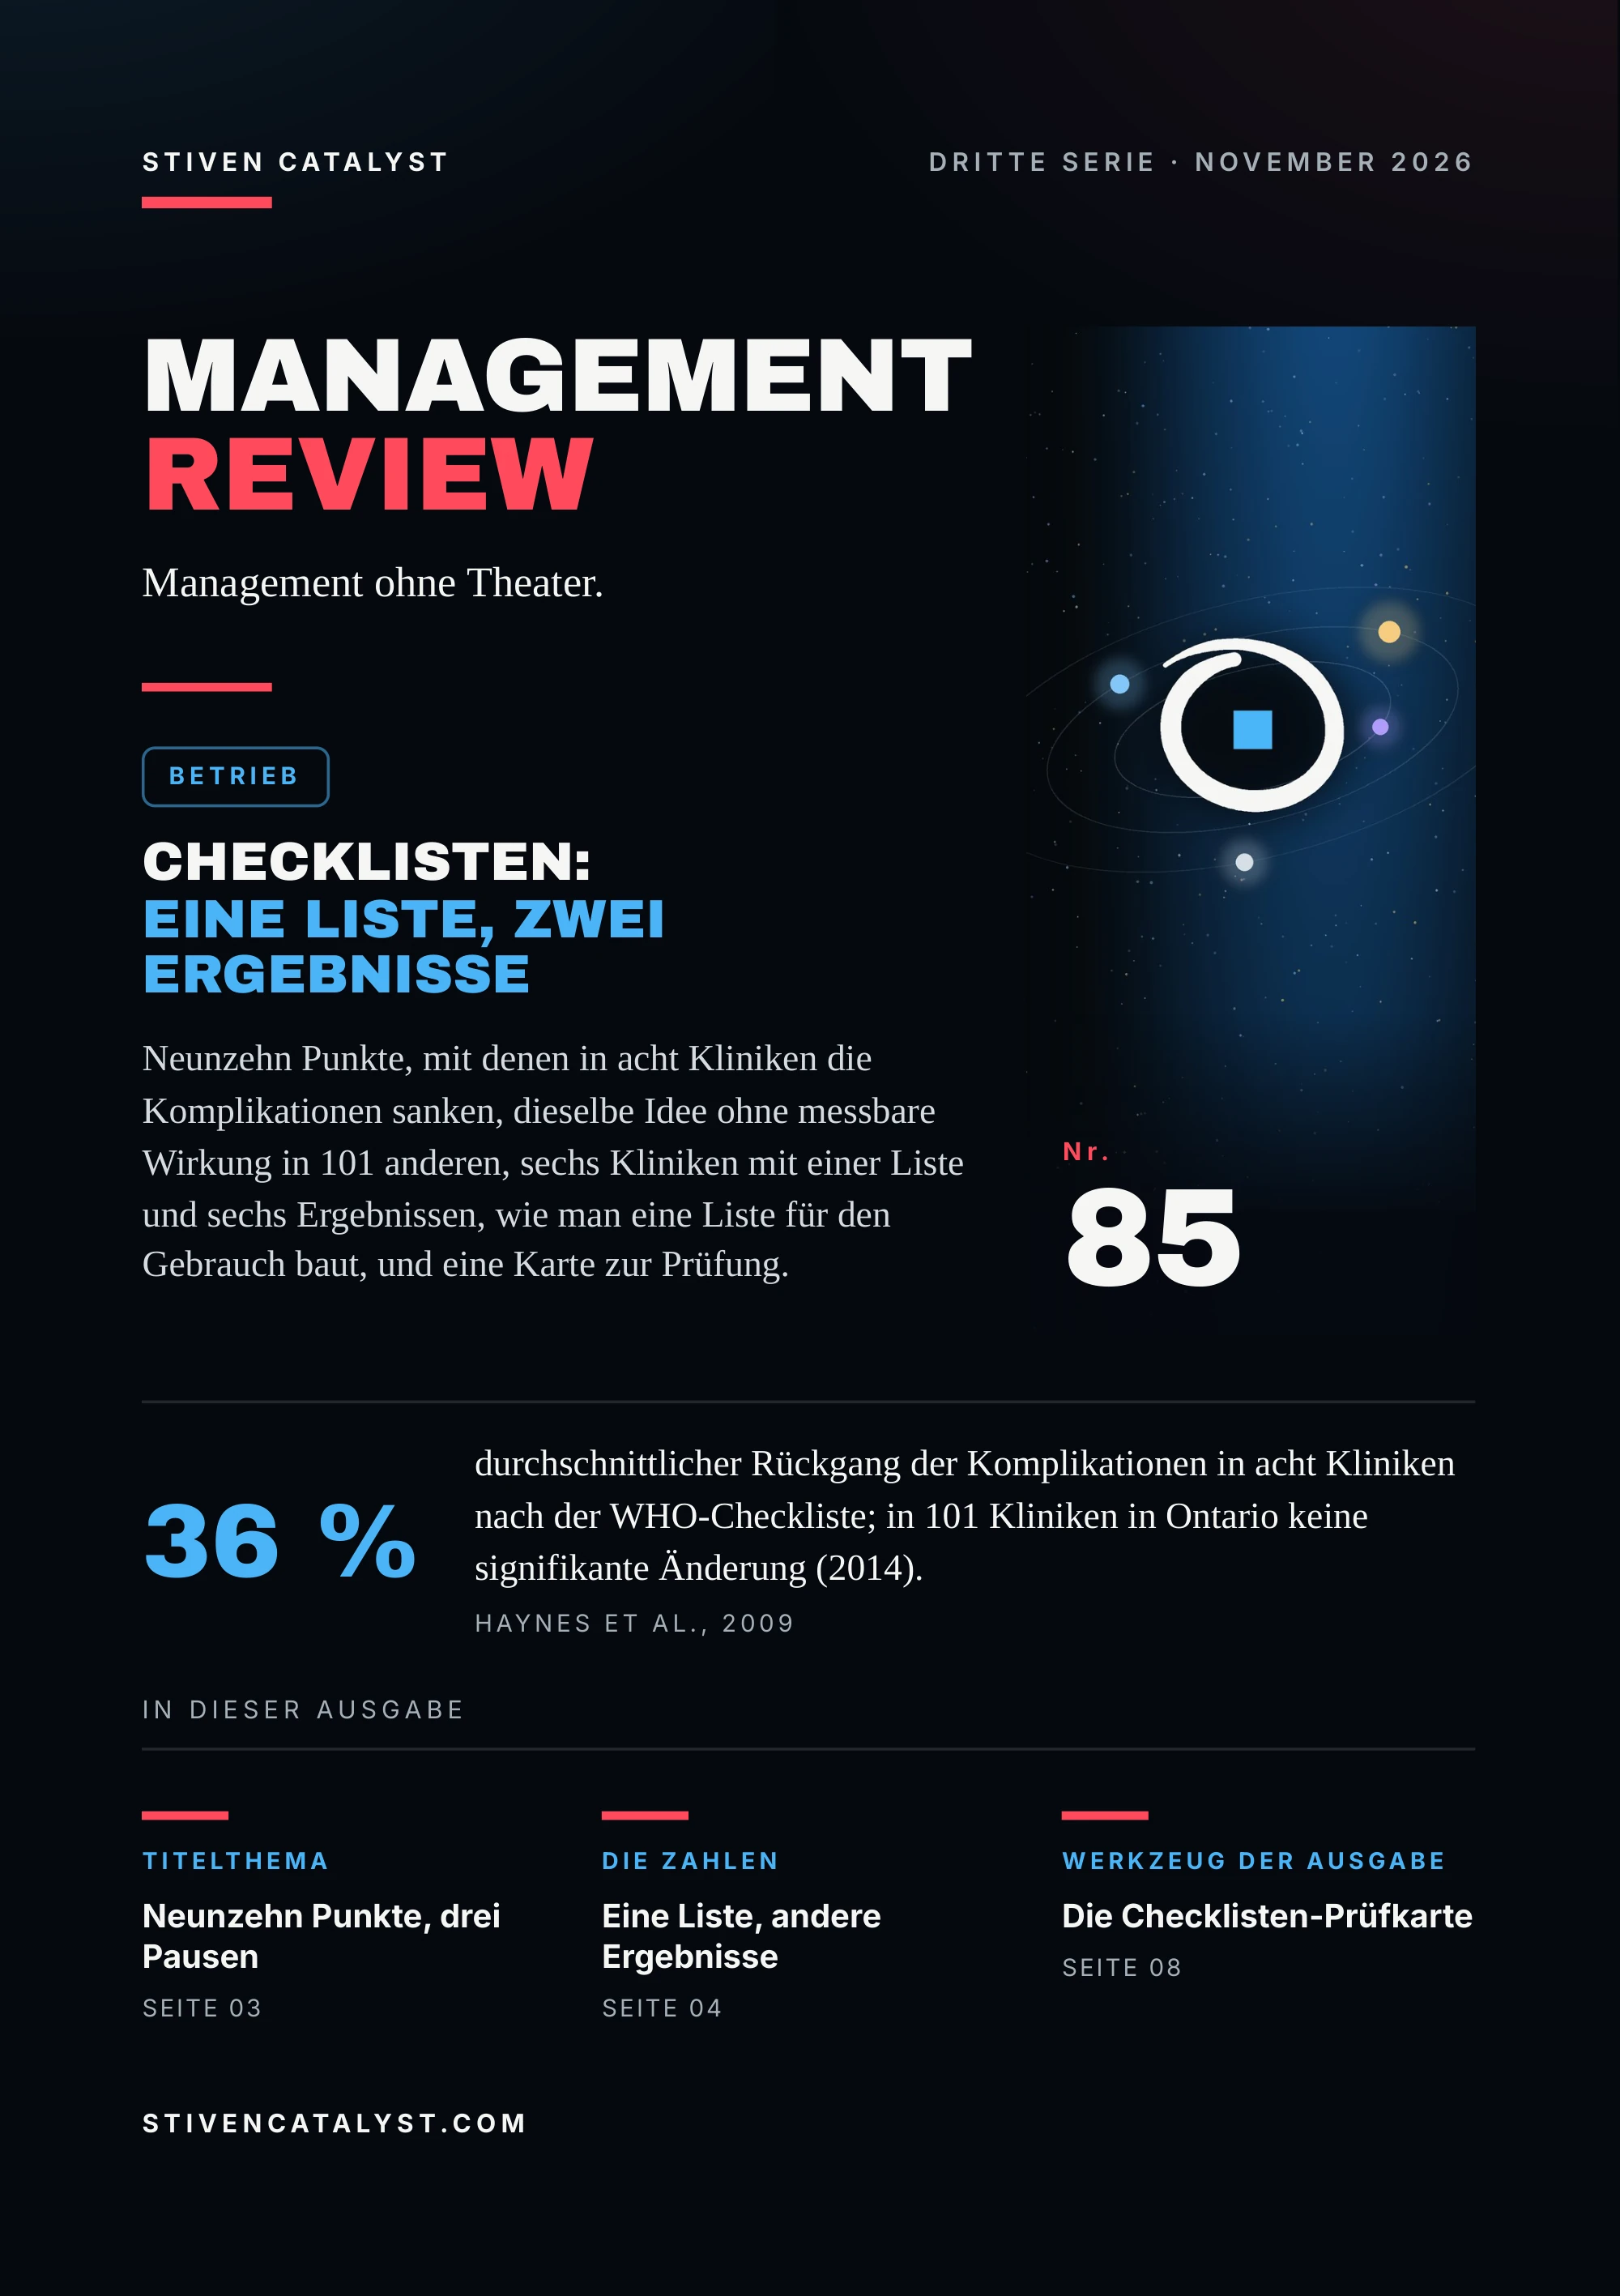 STIVEN CATALYST
DRITTE SERIE · NOVEMBER 2026
MANAGEMENT
REVIEW
Management ohne Theater.
BETRIEB
CHECKLISTEN:
EINE LISTE, ZWEI
ERGEBNISSE
Neunzehn Punkte, mit denen in acht Kliniken die
Komplikationen sanken, dieselbe Idee ohne messbare
Wirkung in 101 anderen, sechs Kliniken mit einer Liste
und sechs Ergebnissen, wie man eine Liste für den
Gebrauch baut, und eine Karte zur Prüfung.
Nr.
85
36 %
durchschnittlicher Rückgang der Komplikationen in acht Kliniken
nach der WHO-Checkliste; in 101 Kliniken in Ontario keine
signifikante Änderung (2014).
HAYNES ET AL., 2009
IN DIESER AUSGABE
TITELTHEMA
Neunzehn Punkte, drei
Pausen
SEITE 03
DIE ZAHLEN
Eine Liste, andere
Ergebnisse
SEITE 04
WERKZEUG DER AUSGABE
Die Checklisten-Prüfkarte
SEITE 08
STIVENCATALYST.COM